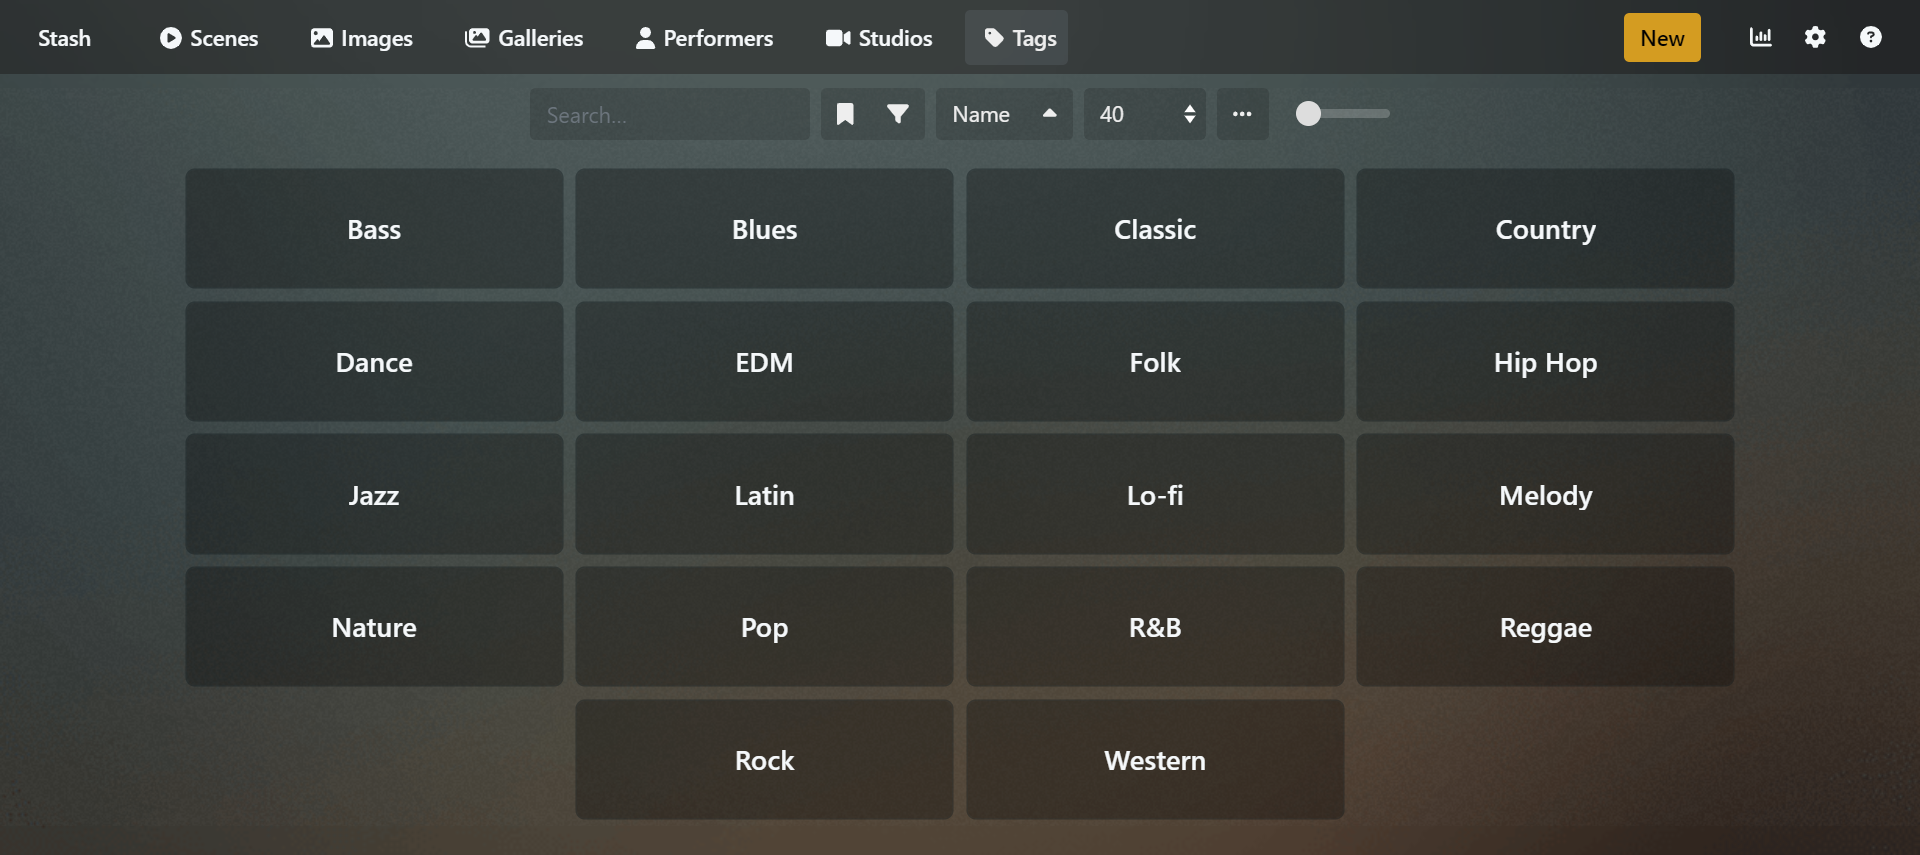 Stash Scenes Images Galleries Performers Studios Tags New
Search... Name 40
Bass Blues Classic Country
Dance EDM Folk Hip Hop
Jazz Latin Lo-fi Melody
Nature Pop R&B Reggae
Rock Western